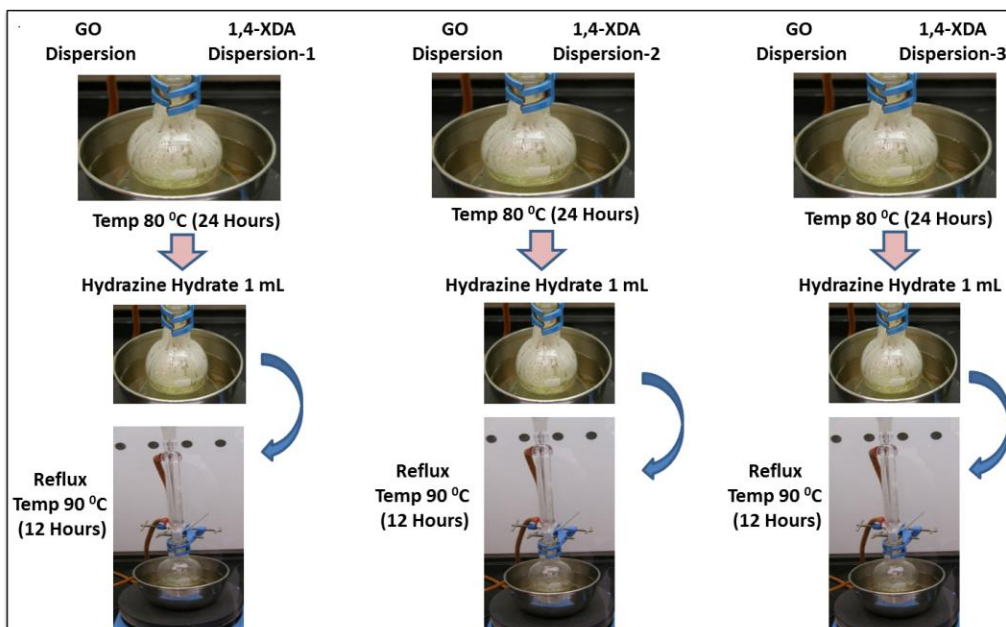 GO
Dispersion
1,4-XDA
Dispersion-1
Temp 80 ⁰C (24 Hours)
Hydrazine Hydrate 1 mL
Reflux
Temp 90 ⁰C
(12 Hours)
GO
Dispersion
1,4-XDA
Dispersion-2
Temp 80 ⁰C (24 Hours)
Hydrazine Hydrate 1 mL
Reflux
Temp 90 ⁰C
(12 Hours)
GO
Dispersion
1,4-XDA
Dispersion-3
Temp 80 ⁰C (24 Hours)
Hydrazine Hydrate 1 mL
Reflux
Temp 90 ⁰C
(12 Hours)